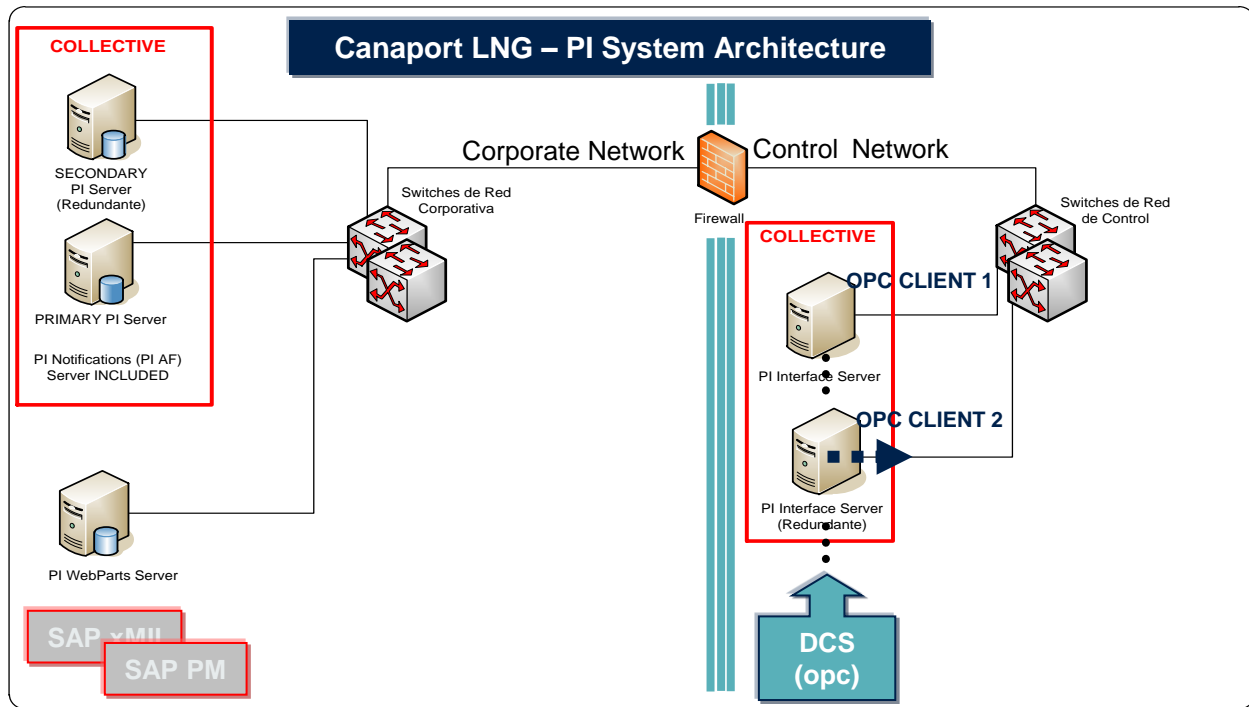 Canaport LNG – PI System Architecture
COLLECTIVE
SECONDARY
PI Server
(Redundante)
PRIMARY PI Server
PI Notifications (PI AF)
Server INCLUDED
PI WebParts Server
SAP xMII
SAP PM
Corporate Network
Control Network
Switches de Red
Corporativa
Firewall
Switches de Red
de Control
COLLECTIVE
OPC CLIENT 1
PI Interface Server
OPC CLIENT 2
PI Interface Server
(Redundante)
DCS
(opc)